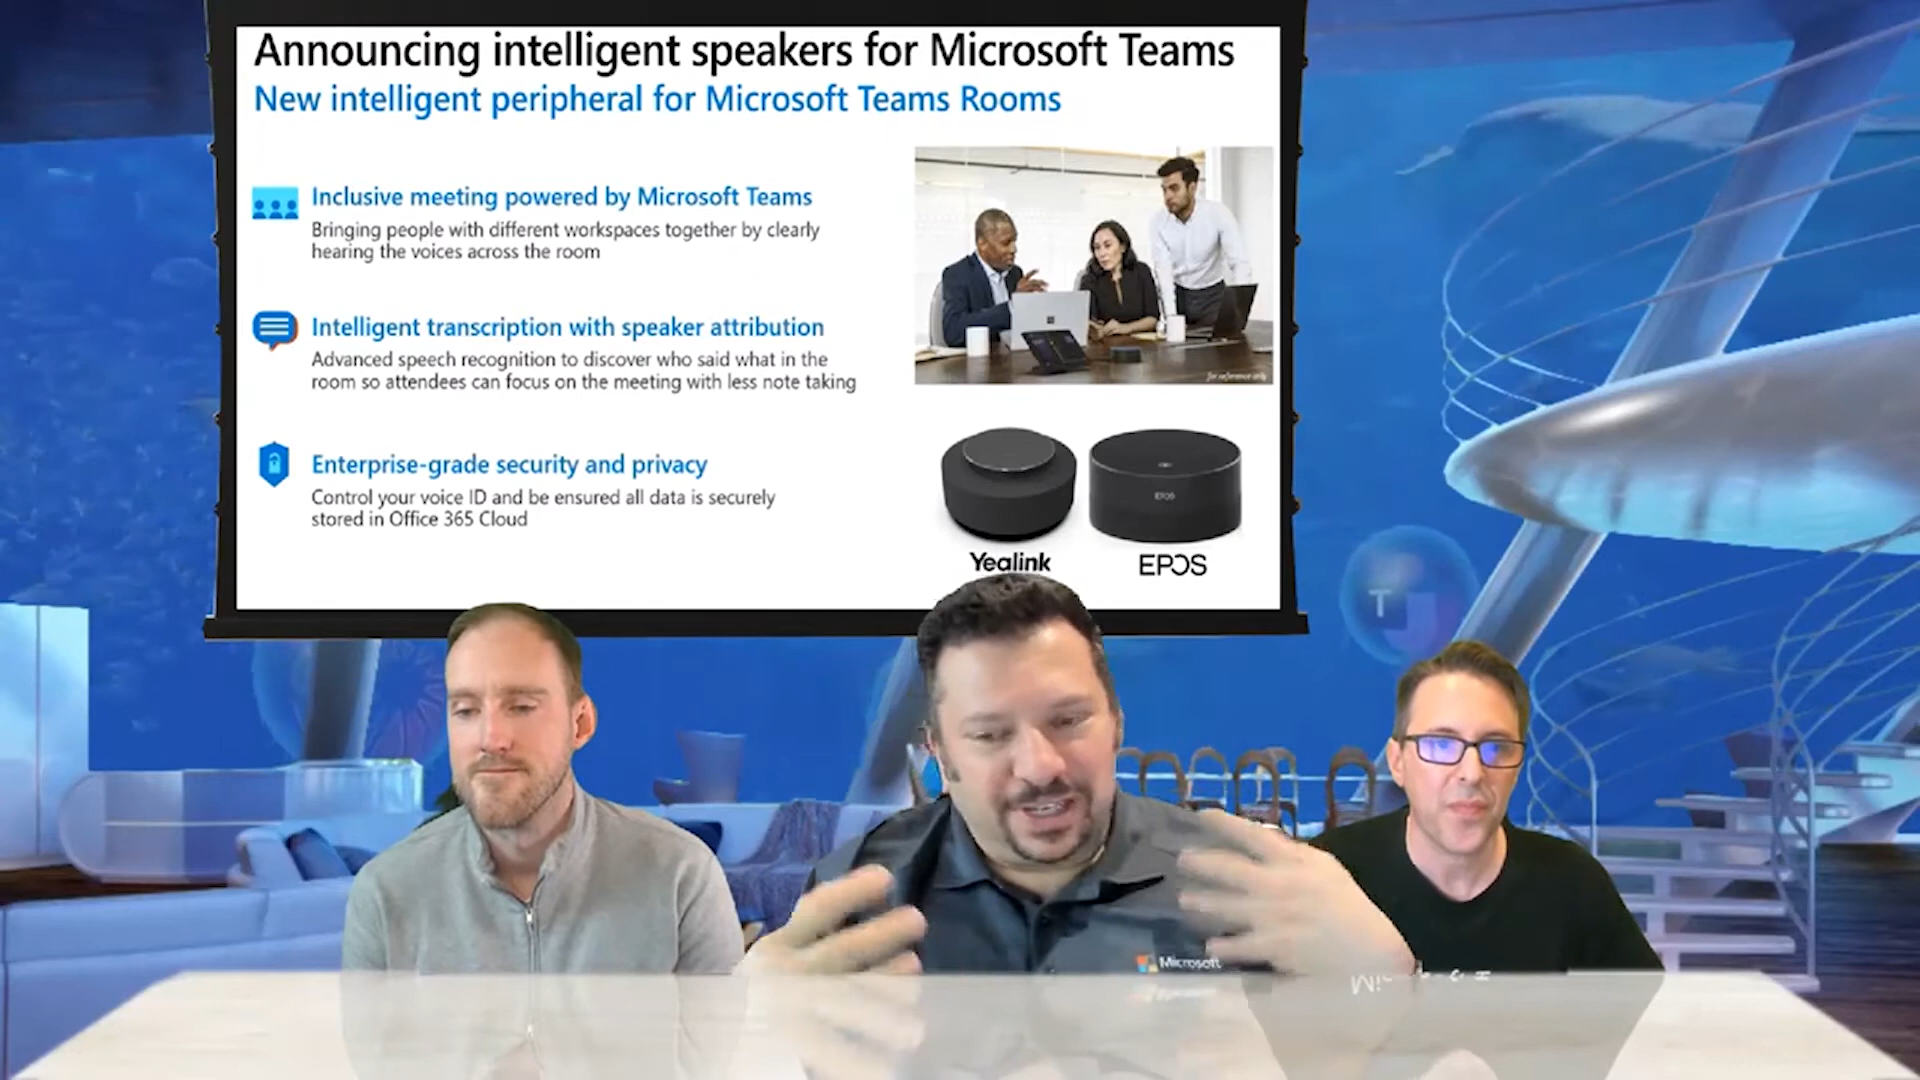 Announcing intelligent speakers for Microsoft Teams
New intelligent peripheral for Microsoft Teams Rooms
Inclusive meeting powered by Microsoft Teams
Bringing people with different workspaces together by clearly
hearing the voices across the room
Intelligent transcription with speaker attribution
Advanced speech recognition to discover who said what in the
room so attendees can focus on the meeting with less note taking
for reference only
Enterprise-grade security and privacy
Control your voice ID and be ensured all data is securely
stored in Office 365 Cloud
EPOS
Yealink
EPOS
T
Microsoft